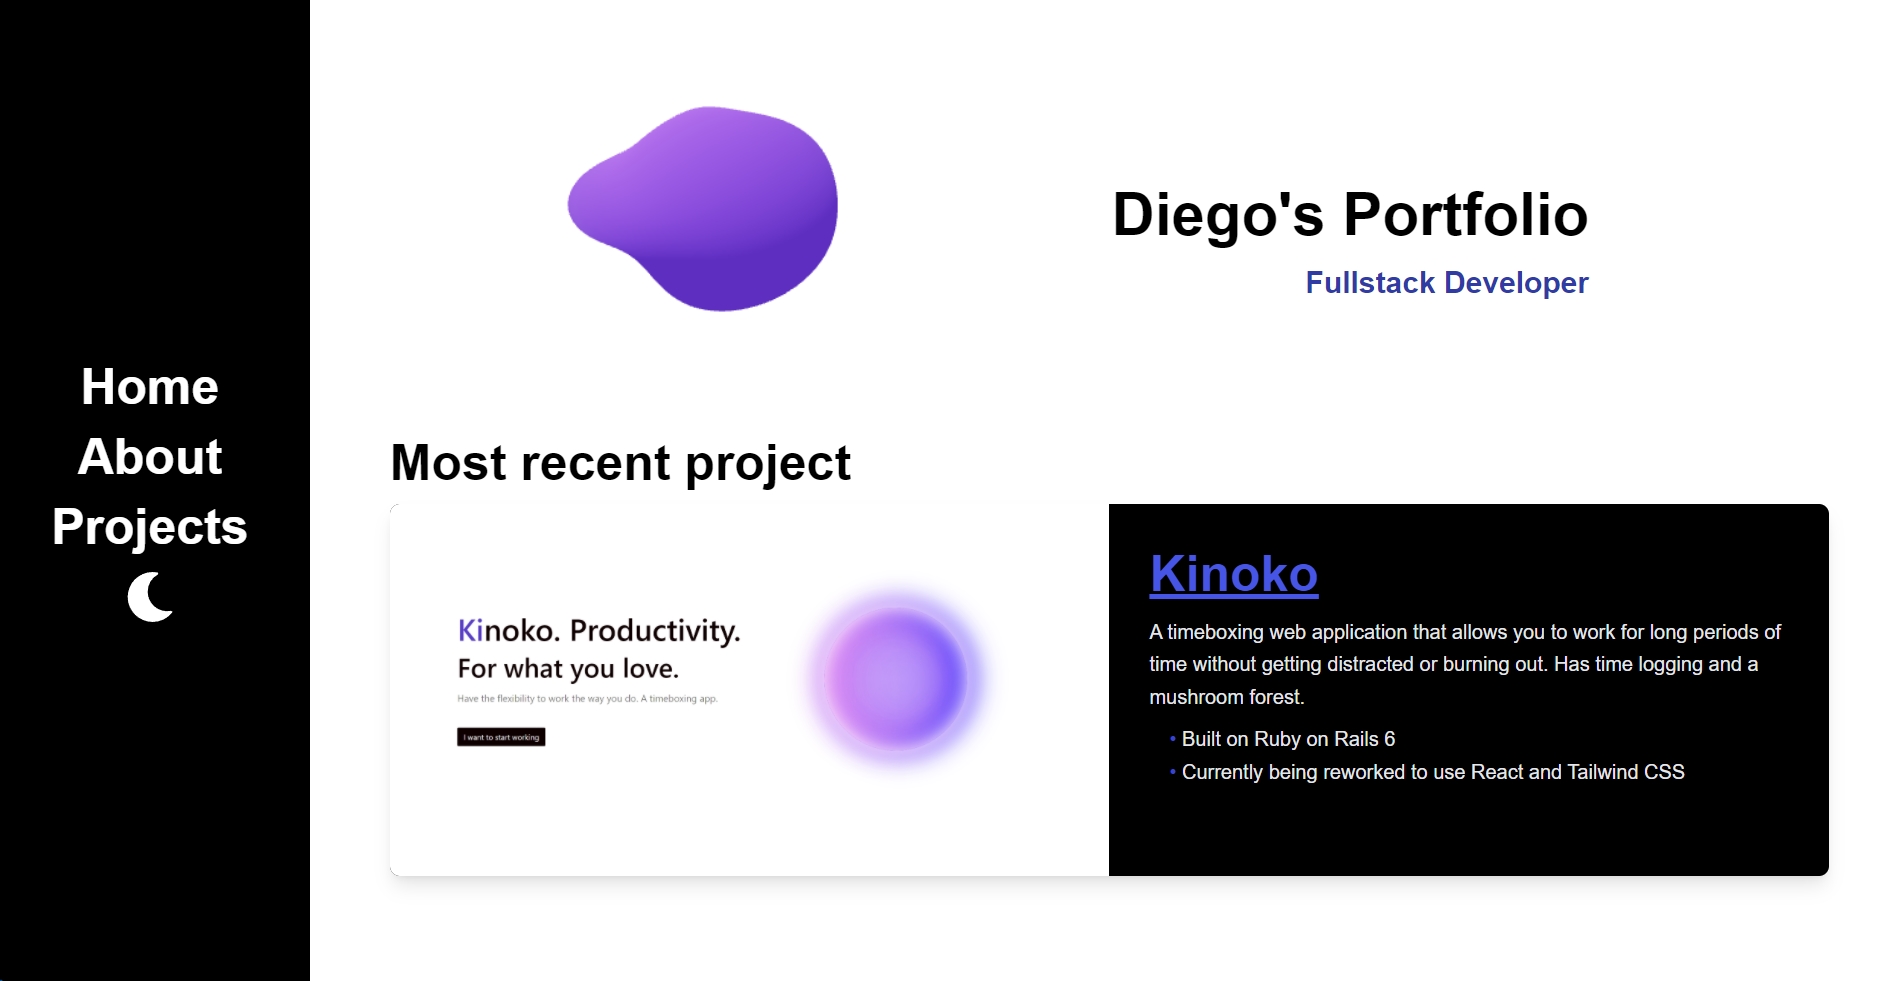 Home
About
Projects
Diego's Portfolio
Fullstack Developer
Most recent project
Kinoko. Productivity.
For what you love.
Have the flexibility to work the way you do. A timeboxing app.
I want to start working
Kinoko
A timeboxing web application that allows you to work for long periods of
time without getting distracted or burning out. Has time logging and a
mushroom forest.
• Built on Ruby on Rails 6
• Currently being reworked to use React and Tailwind CSS